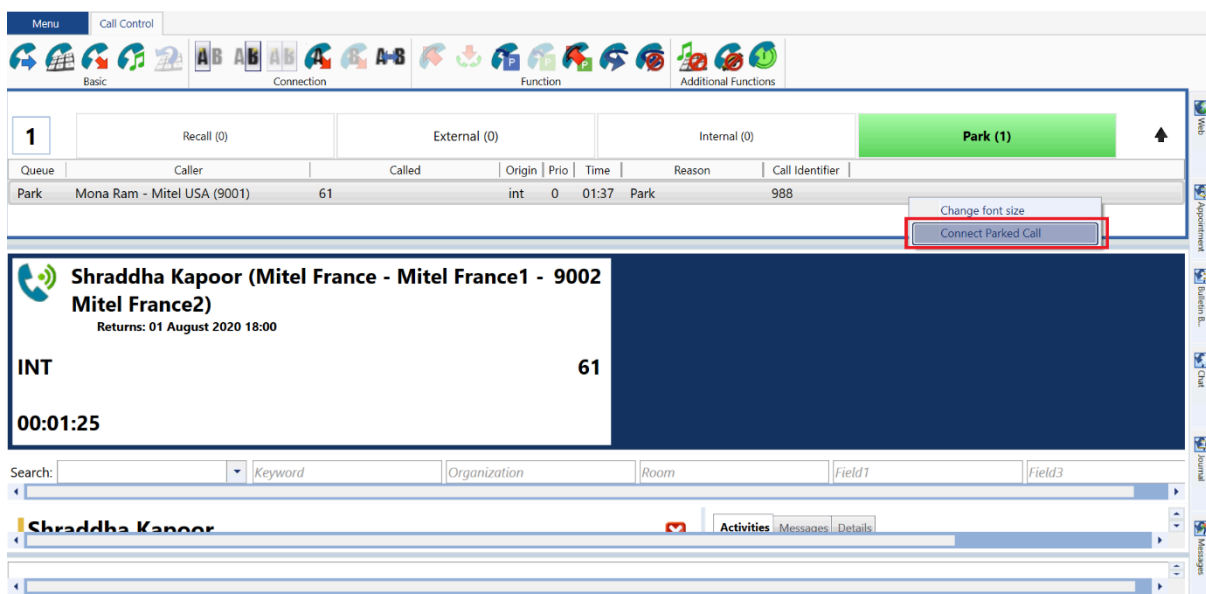 Menu Call Control
AB AB AB A B A-B P P P
Basic Connection Function Additional Functions
1 Recall (0) External (0) Internal (0) Park (1)
Queue Caller Called Origin Prio Time Reason Call Identifier
Park Mona Ram - Mitel USA (9001) 61 int 0 01:37 Park 988
Change font size
Connect Parked Call
Shraddha Kapoor (Mitel France - Mitel France1 - 9002
Mitel France2)
Returns: 01 August 2020 18:00
INT 61
00:01:25
Search: Keyword Organization Room Field1 Field3
Shraddha Kapoor Activities Messages Details
Web
Appointment
Bulletin B...
Chat
Journal
Messages